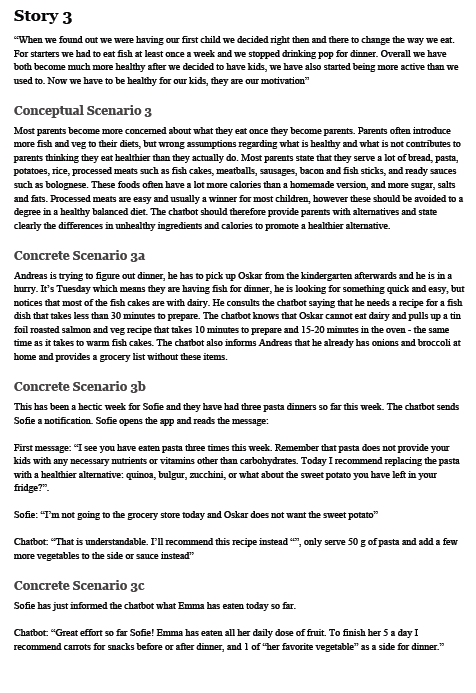 Story 3
“When we found out we were having our first child we decided right then and there to change the way we eat.
For starters we had to eat fish at least once a week and we stopped drinking pop for dinner. Overall we have
both become much more healthy after we decided to have kids, we have also started being more active than we
used to. Now we have to be healthy for our kids, they are our motivation”
Conceptual Scenario 3
Most parents become more concerned about what they eat once they become parents. Parents often introduce
more fish and veg to their diets, but wrong assumptions regarding what is healthy and what is not contributes to
parents thinking they eat healthier than they actually do. Most parents state that they serve a lot of bread, pasta,
potatoes, rice, processed meats such as fish cakes, meatballs, sausages, bacon and fish sticks, and ready sauces
such as bolognese. These foods often have a lot more calories than a homemade version, and more sugar, salts
and fats. Processed meats are easy and usually a winner for most children, however these should be avoided to a
degree in a healthy balanced diet. The chatbot should therefore provide parents with alternatives and state
clearly the differences in unhealthy ingredients and calories to promote a healthier alternative.
Concrete Scenario 3a
Andreas is trying to figure out dinner, he has to pick up Oskar from the kindergarten afterwards and he is in a
hurry. It’s Tuesday which means they are having fish for dinner, he is looking for something quick and easy, but
notices that most of the fish cakes are with dairy. He consults the chatbot saying that he needs a recipe for a fish
dish that takes less than 30 minutes to prepare. The chatbot knows that Oskar cannot eat dairy and pulls up a tin
foil roasted salmon and veg recipe that takes 10 minutes to prepare and 15-20 minutes in the oven - the same
time as it takes to warm fish cakes. The chatbot also informs Andreas that he already has onions and broccoli at
home and provides a grocery list without these items.
Concrete Scenario 3b
This has been a hectic week for Sofie and they have had three pasta dinners so far this week. The chatbot sends
Sofie a notification. Sofie opens the app and reads the message:
First message: “I see you have eaten pasta three times this week. Remember that pasta does not provide your
kids with any necessary nutrients or vitamins other than carbohydrates. Today I recommend replacing the pasta
with a healthier alternative: quinoa, bulgur, zucchini, or what about the sweet potato you have left in your
fridge?”.
Sofie: “I’m not going to the grocery store today and Oskar does not want the sweet potato”
Chatbot: “That is understandable. I’ll recommend this recipe instead “”, only serve 50 g of pasta and add a few
more vegetables to the side or sauce instead”
Concrete Scenario 3c
Sofie has just informed the chatbot what Emma has eaten today so far.
Chatbot: “Great effort so far Sofie! Emma has eaten all her daily dose of fruit. To finish her 5 a day I
recommend carrots for snacks before or after dinner, and 1 of “her favorite vegetable” as a side for dinner.”